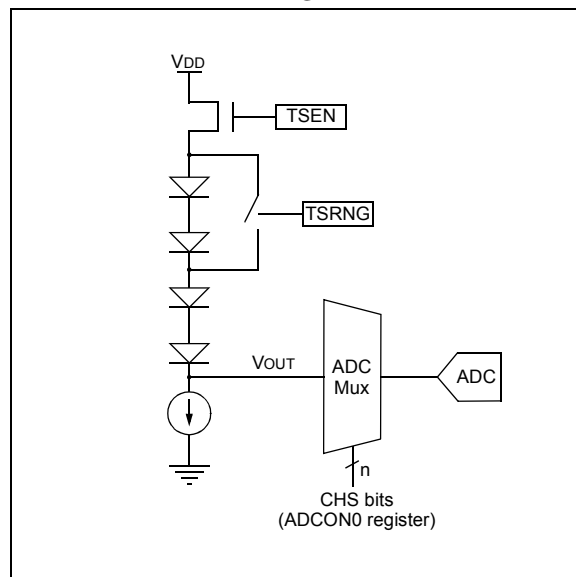 VDD
TSEN
TSRNG
VOUT
ADC
Mux
ADC
n
CHS bits
(ADCON0 register)